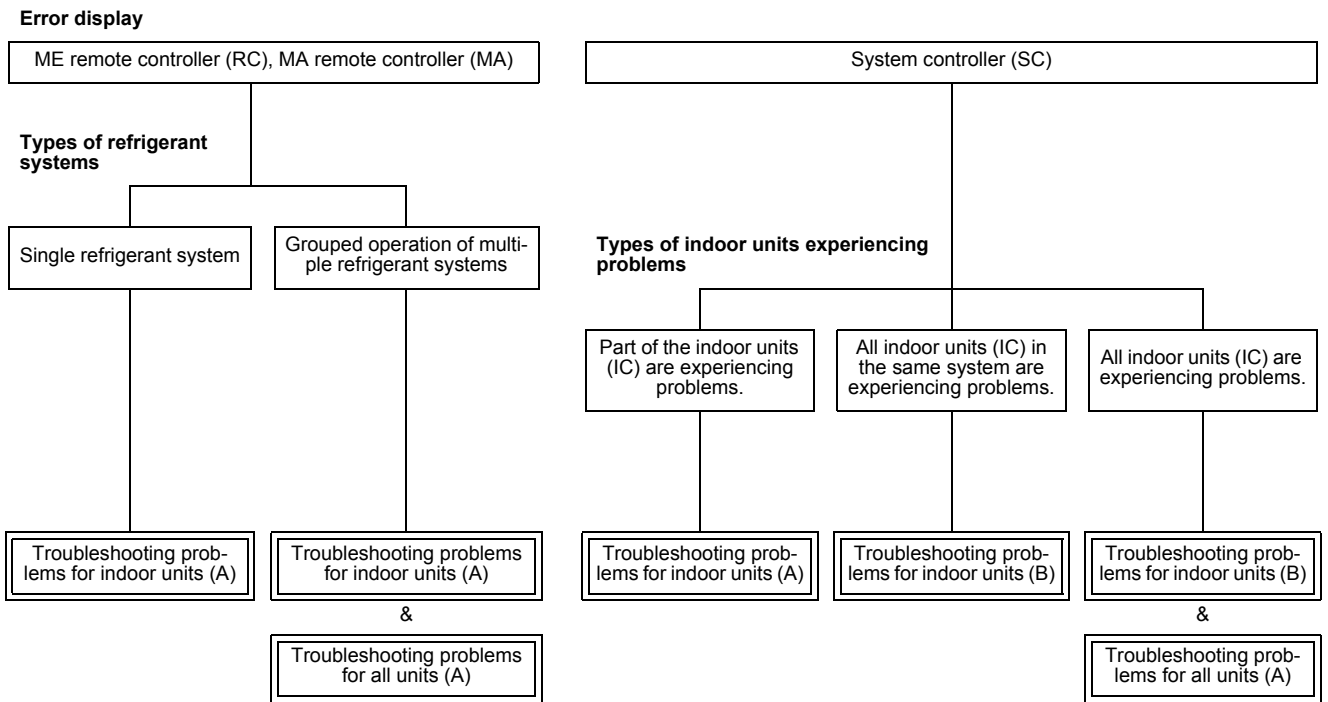 Error display
ME remote controller (RC), MA remote controller (MA)
System controller (SC)
Types of refrigerant
systems
Single refrigerant system
Grouped operation of multi-
ple refrigerant systems
Types of indoor units experiencing
problems
Part of the indoor units
(IC) are experiencing
problems.
All indoor units (IC) in
the same system are
experiencing problems.
All indoor units (IC) are
experiencing problems.
Troubleshooting prob-
lems for indoor units (A)
Troubleshooting problems
for indoor units (A)
&
Troubleshooting problems
for all units (A)
Troubleshooting prob-
lems for indoor units (A)
Troubleshooting prob-
lems for indoor units (B)
Troubleshooting prob-
lems for indoor units (B)
&
Troubleshooting prob-
lems for all units (A)